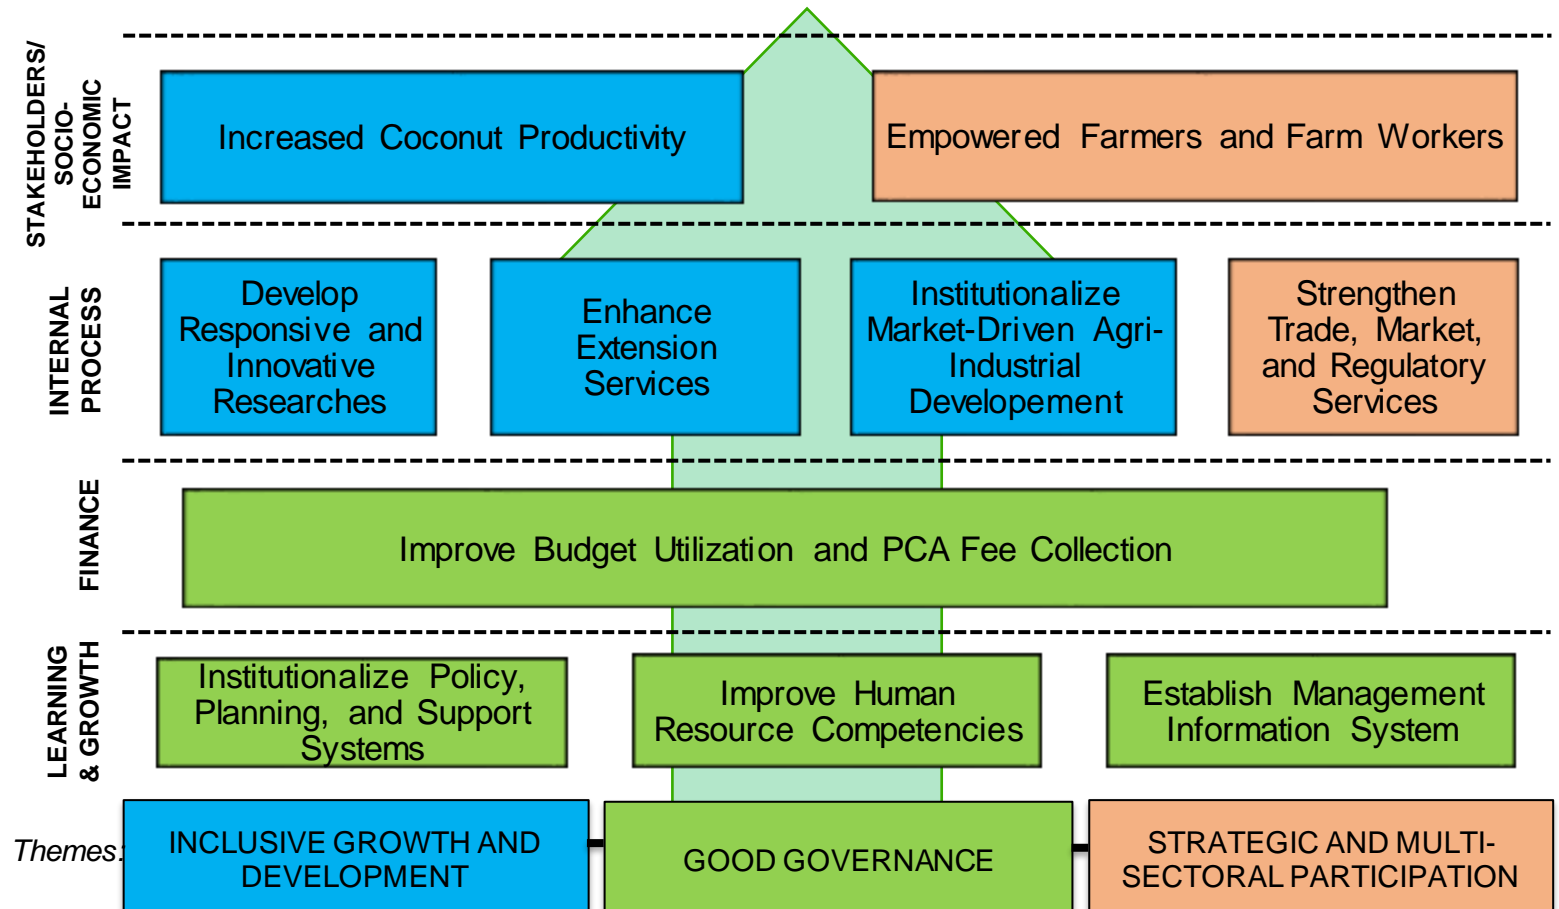 STAKEHOLDERS/
SOCIO-
ECONOMIC
IMPACT
Increased Coconut Productivity
Empowered Farmers and Farm Workers
INTERNAL
PROCESS
Develop
Responsive and
Innovative
Researches
Enhance
Extension
Services
Institutionalize
Market-Driven Agri-
Industrial
Developement
Strengthen
Trade, Market,
and Regulatory
Services
FINANCE
Improve Budget Utilization and PCA Fee Collection
LEARNING
& GROWTH
Institutionalize Policy,
Planning, and Support
Systems
Improve Human
Resource Competencies
Establish Management
Information System
Themes:
INCLUSIVE GROWTH AND
DEVELOPMENT
GOOD GOVERNANCE
STRATEGIC AND MULTI-
SECTORAL PARTICIPATION